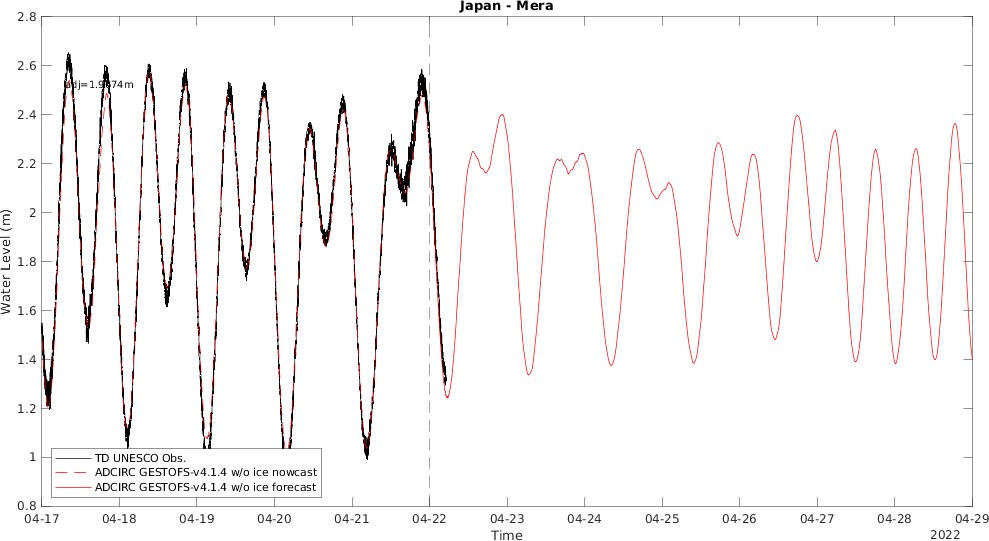 Japan - Mera
2.8
2.6
2.4
2.2
2
1.8
1.6
1.4
1.2
1
0.8
Water Level (m)
TD UNESCO Obs.
ADCIRC GESTOFS-v4.1.4 w/o ice nowcast
ADCIRC GESTOFS-v4.1.4 w/o ice forecast
04-17 04-18 04-19 04-20 04-21 04-22 04-23 04-24 04-25 04-26 04-27 04-28 04-29
Time
2022